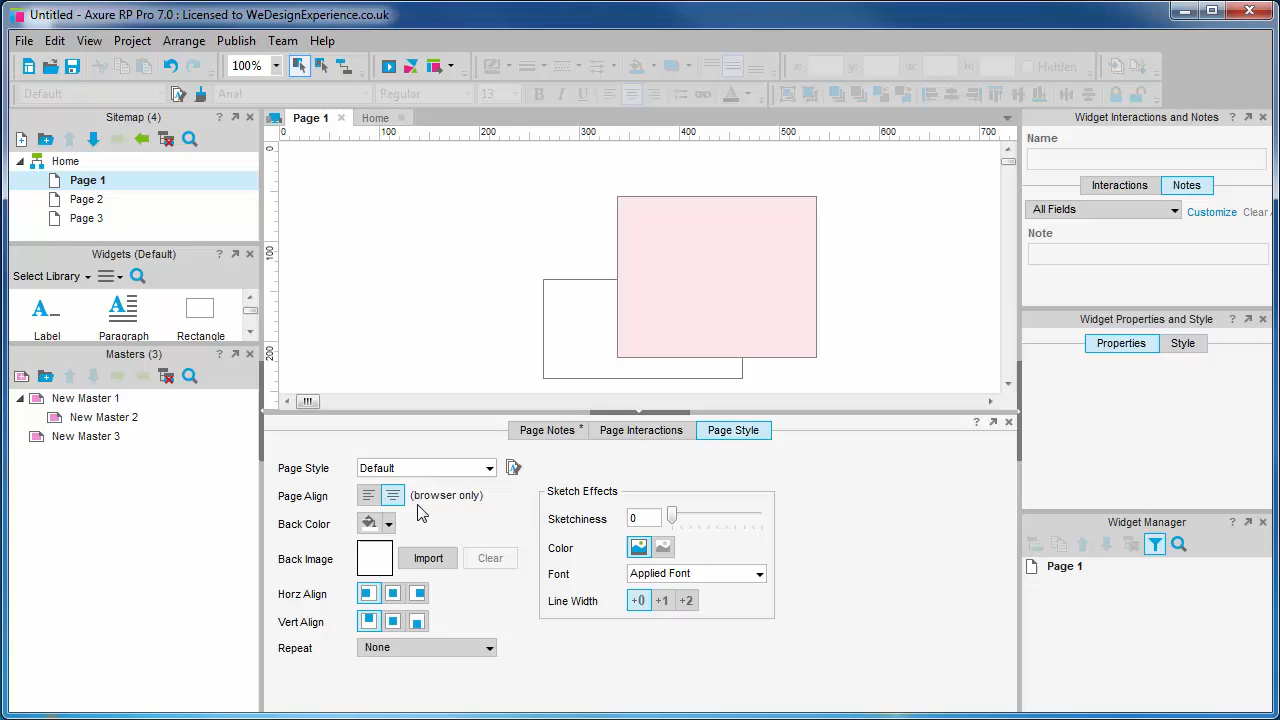 Untitled - Axure RP Pro 7.0 : Licensed to WeDesignExperience.co.uk
File Edit View Project Arrange Publish Team Help
100% Hidden
Default Arial Regular 13 B I U
Sitemap (4)
Home
Page 1
Page 2
Page 3
Widgets (Default)
Select Library
Label Paragraph Rectangle
Masters (3)
New Master 1
New Master 2
New Master 3
Page 1 Home
0 100 200 300 400 500 600 700
0
100
200
Page Notes * Page Interactions Page Style
Page Style Default
Page Align (browser only)
Back Color
Back Image Import Clear
Horz Align
Vert Align
Repeat None
Sketch Effects
Sketchiness 0
Color
Font Applied Font
Line Width +0 +1 +2
Widget Interactions and Notes
Name
Interactions Notes
All Fields Customize Clear
Note
Widget Properties and Style
Properties Style
Widget Manager
Page 1